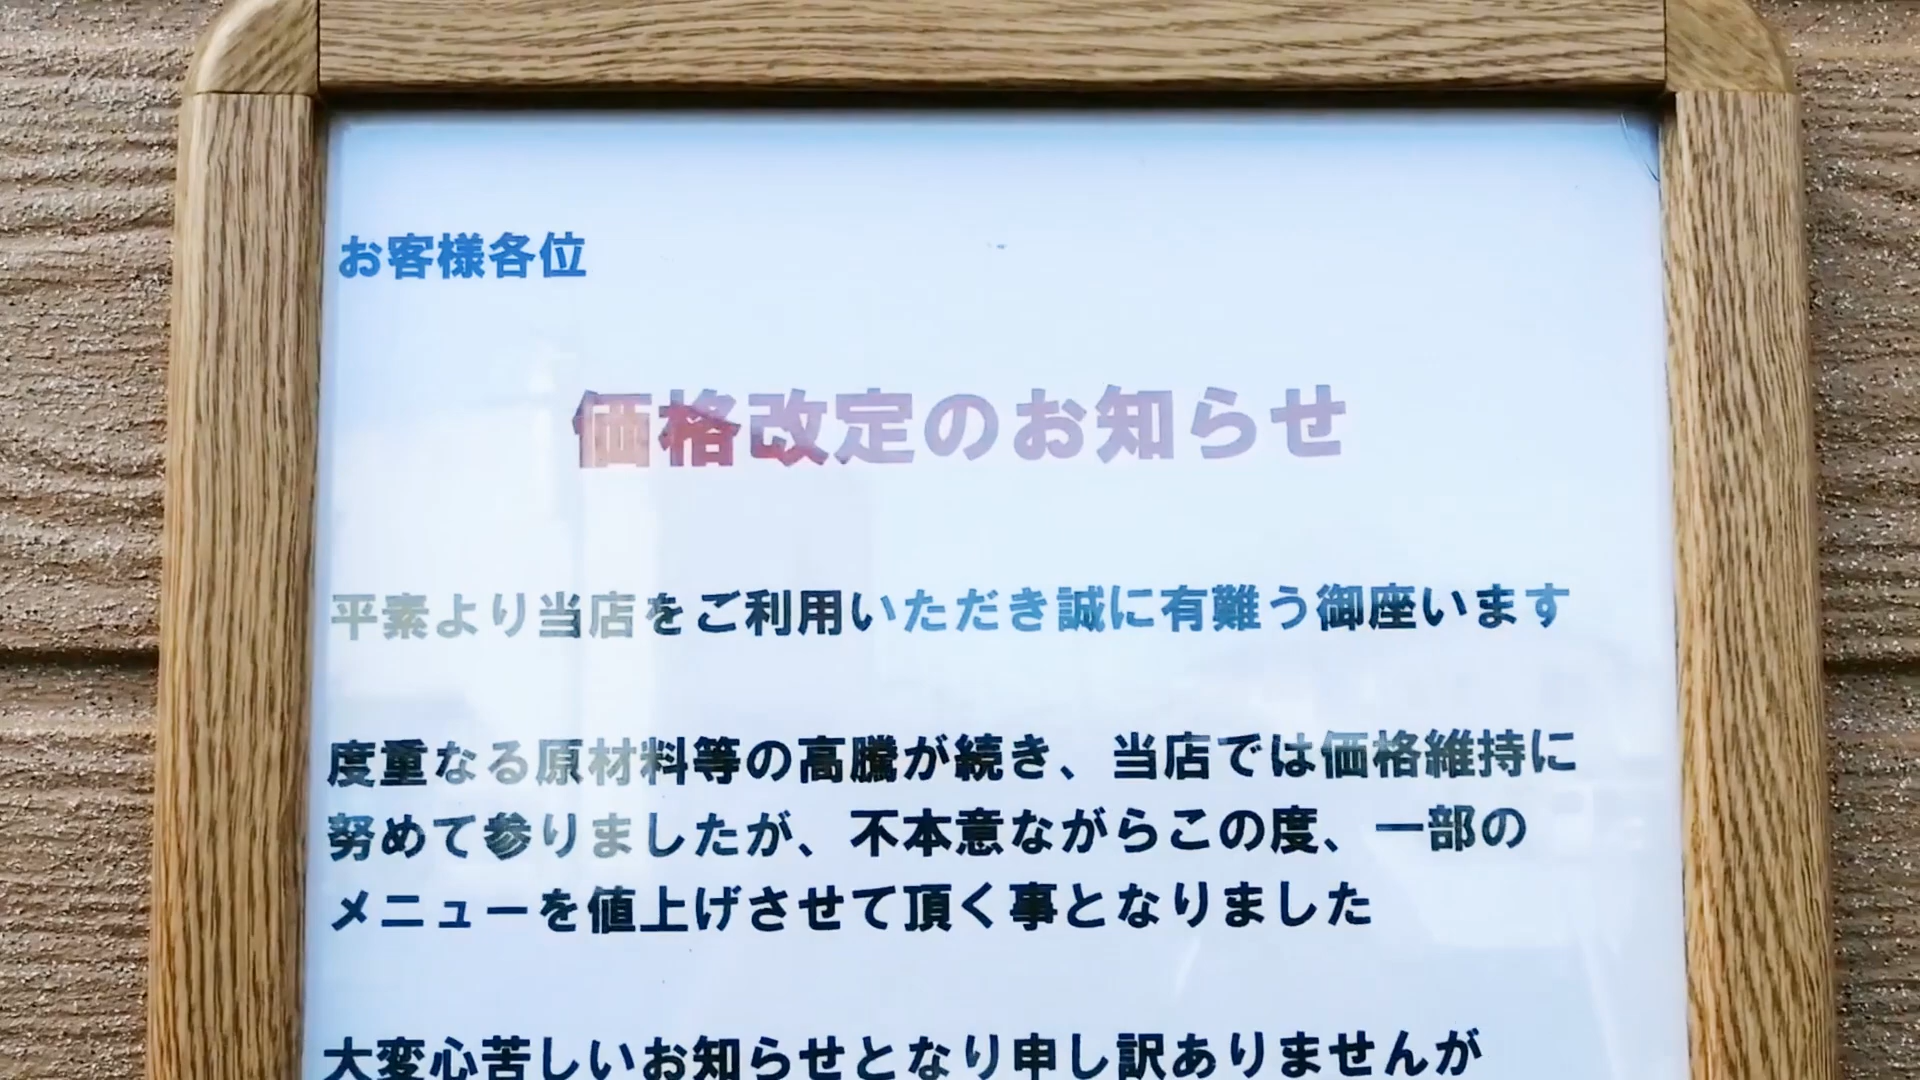 お客様各位
価格改定のお知らせ
平素より当店をご利用いただき誠に有難う御座います
度重なる原材料等の高騰が続き、当店では価格維持に
努めて参りましたが、不本意ながらこの度、一部の
メニューを値上げさせて頂く事となりました
大変心苦しいお知らせとなり申し訳ありませんが